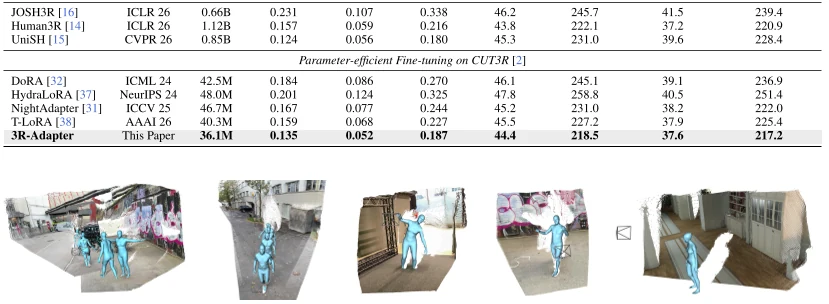 JOSH3R [16] ICLR 26 0.66B 0.231 0.107 0.338 46.2 245.7 41.5 239.4
Human3R [14] ICLR 26 1.12B 0.157 0.059 0.216 43.8 222.1 37.2 220.9
UniSH [15] CVPR 26 0.85B 0.124 0.056 0.180 45.3 231.0 39.6 228.4
Parameter-efficient Fine-tuning on CUT3R [2]
DoRA [32] ICML 24 42.5M 0.184 0.086 0.270 46.1 245.1 39.1 236.9
HydraLoRA [37] NeurIPS 24 48.0M 0.201 0.124 0.325 47.8 258.8 40.5 251.4
NightAdapter [31] ICCV 25 46.7M 0.167 0.077 0.244 45.2 231.0 38.2 222.0
T-LoRA [38] AAAI 26 40.3M 0.159 0.068 0.227 45.5 227.2 37.9 225.4
3R-Adapter This Paper 36.1M 0.135 0.052 0.187 44.4 218.5 37.6 217.2